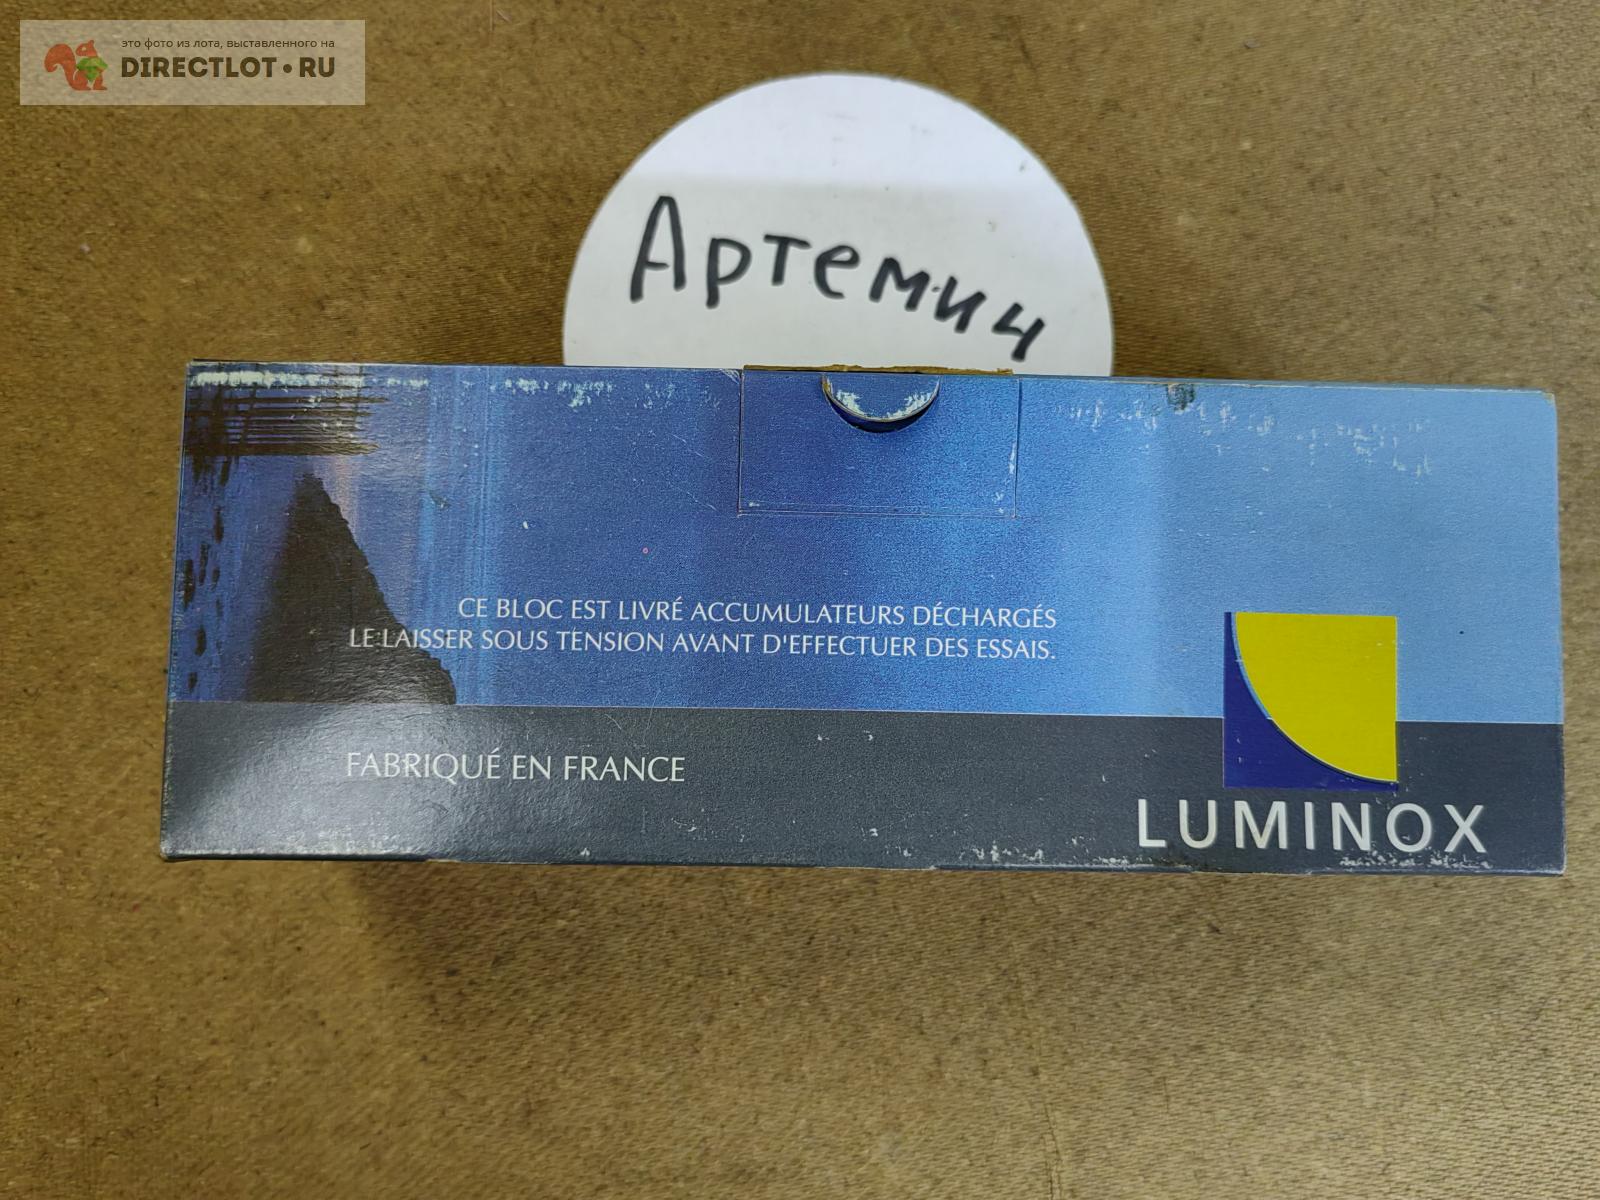 это фото из лота, выставленного на
DIRECTLOT•RU
Артемич
CE BLOC EST LIVRÉ ACCUMULATEURS DÉCHARGÉS
LE LAISSER SOUS TENSION AVANT D'EFFECTUER DES ESSAIS.
FABRIQUÉ EN FRANCE
LUMINOX